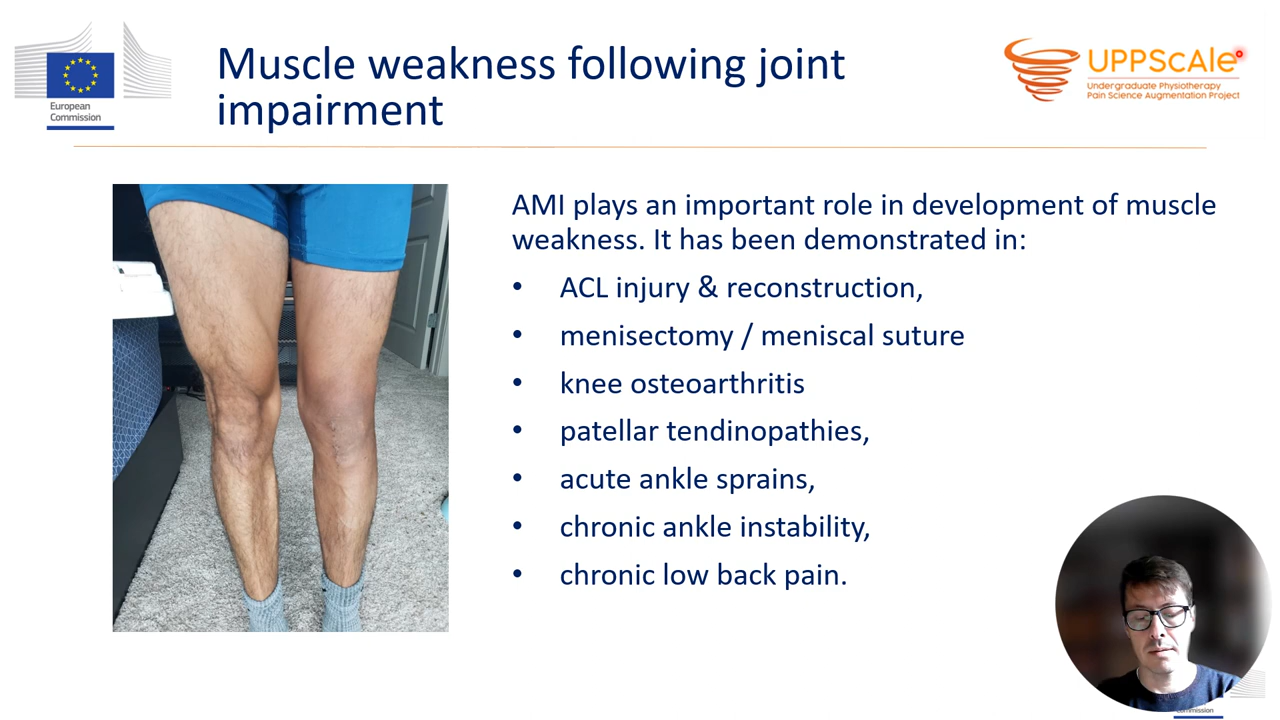 European
Commission
Muscle weakness following joint
impairment
UPPScale
Undergraduate Physiotherapy
Pain Science Augmentation Project
AMI plays an important role in development of muscle
weakness. It has been demonstrated in:
• ACL injury & reconstruction,
• menisectomy / meniscal suture
• knee osteoarthritis
• patellar tendinopathies,
• acute ankle sprains,
• chronic ankle instability,
• chronic low back pain.